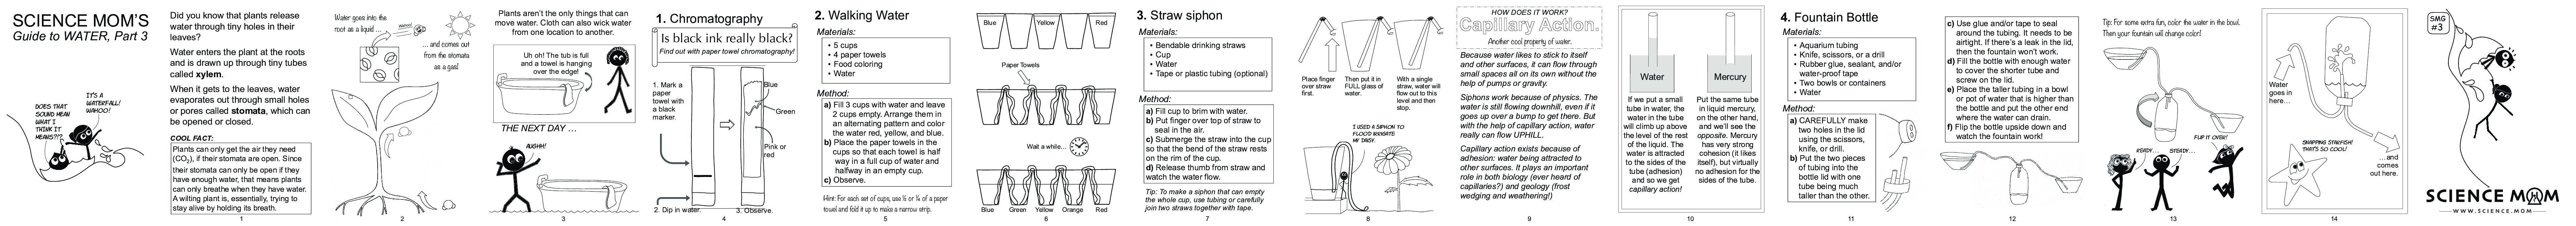 SCIENCE MOM'S
Guide to WATER, Part 3
DOES THAT
SOUND MEAN
WHAT I
THINK IT
MEANS?!?
IT'S A
WATERFALL!
WAHOO!
Did you know that plants release
water through tiny holes in their
leaves?
Water enters the plant at the roots
and is drawn up through tiny tubes
called xylem.
When it gets to the leaves, water
evaporates out through small holes
or pores called stomata, which can
be opened or closed.
COOL FACT:
Plants can only get the air they need
(CO2), if their stomata are open. Since
their stomata can only be open if they
have enough water, that means plants
can only breathe when they have water.
A wilting plant is, essentially, trying to
stay alive by holding its breath.
1
Water goes into the
root as a liquid ...
... and comes out
from the stomata
as a gas!
2
Plants aren't the only things that can
move water. Cloth can also wick water
from one location to another.
Uh oh! The tub is full
and a towel is hanging
over the edge!
THE NEXT DAY ...
AUGHH!
3
1. Chromatography
Is black ink really black?
Find out with paper towel chromatography!
1. Mark a
paper
towel with
a black
marker.
Blue
Green
Pink or
red
2. Dip in water.
3. Observe.
4
2. Walking Water
Materials:
• 5 cups
• 4 paper towels
• Food coloring
• Water
Method:
a) Fill 3 cups with water and leave
2 cups empty. Arrange them in
an alternating pattern and color
the water red, yellow, and blue.
b) Place the paper towels in the
cups so that each towel is half
way in a full cup of water and
halfway in an empty cup.
c) Observe.
Hint: For each set of cups, use ½ or ¼ of a paper
towel and fold it up to make a narrow strip.
5
Blue
Yellow
Red
Paper Towels
Wait a while...
Blue
Green
Yellow
Orange
Red
6
3. Straw siphon
Materials:
• Bendable drinking straws
• Cup
• Water
• Tape or plastic tubing (optional)
Method:
a) Fill cup to brim with water.
b) Put finger over top of straw to
seal in the air.
c) Submerge the straw into the cup
so that the bend of the straw rests
on the rim of the cup.
d) Release thumb from straw and
watch the water flow.
Tip: To make a siphon that can empty
the whole cup, use tubing or carefully
join two straws together with tape.
7
Place finger
over straw
first.
Then put it in
FULL glass of
water.
With a single
straw, water will
flow out to this
level and then
stop.
I USED A SIPHON TO
FLOOD IRRIGATE
MY DAISY.
8
HOW DOES IT WORK?
Capillary Action.
Another cool property of water.
Because water likes to stick to itself
and other surfaces, it can flow through
small spaces all on its own without the
help of pumps or gravity.
Siphons work because of physics. The
water is still flowing downhill, even if it
goes up over a bump to get there. But
with the help of capillary action, water
really can flow UPHILL.
Capillary action exists because of
adhesion: water being attracted to
other surfaces. It plays an important
role in both biology (ever heard of
capillaries?) and geology (frost
wedging and weathering!)
9
Water
Mercury
If we put a small
tube in water, the
water in the tube
will climb up above
the level of the rest
of the liquid. The
water is attracted
to the sides of the
tube (adhesion)
and so we get
capillary action!
Put the same tube
in liquid mercury,
on the other hand,
and we'll see the
opposite. Mercury
has very strong
cohesion (it likes
itself), but virtually
no adhesion for the
sides of the tube.
10
4. Fountain Bottle
Materials:
• Aquarium tubing
• Knife, scissors, or a drill
• Rubber glue, sealant, and/or
water-proof tape
• Two bowls or containers
• Water
Method:
a) CAREFULLY make
two holes in the lid
using the scissors,
knife, or drill.
b) Put the two pieces
of tubing into the
bottle lid with one
tube being much
taller than the other.
11
c) Use glue and/or tape to seal
around the tubing. It needs to be
airtight. If there's a leak in the lid,
then the fountain won't work.
d) Fill the bottle with enough water
to cover the shorter tube and
screw on the lid.
e) Place the taller tubing in a bowl
or pot of water that is higher than
the bottle and put the other end
where the water can drain.
f) Flip the bottle upside down and
watch the fountain work!
12
Tip: For some extra fun, color the water in the bowl.
Then your fountain will change color!
READY...
STEADY...
FLIP IT OVER!
13
Water
goes in
here...
SNAPPING STARFISH!
THAT'S SO COOL!
...and
comes
out here.
14
SMG
#3
SCIENCE MOM
WWW.SCIENCE.MOM